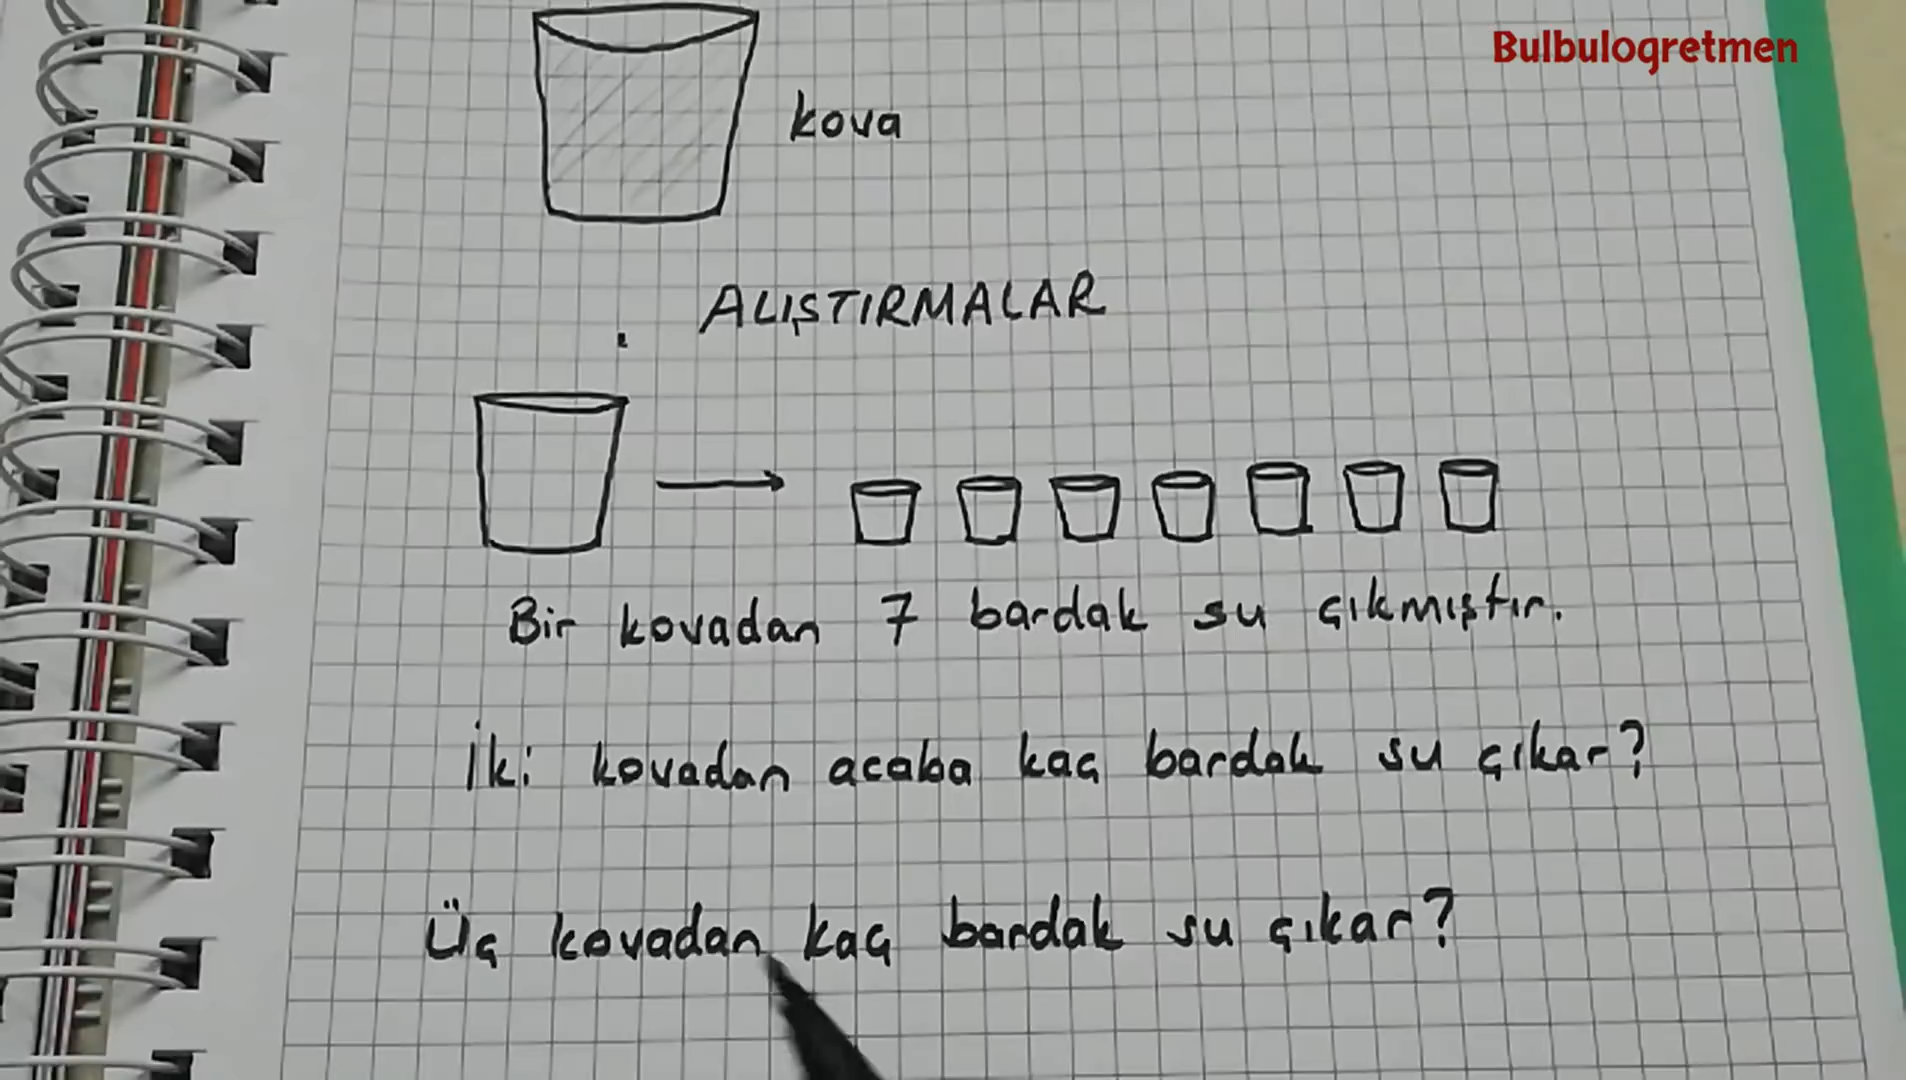 Bulbulogretmen
kova
ALIŞTIRMALAR
Bir kovadan 7 bardak su çıkmıştır.
İki kovadan acaba kaç bardak su çıkar?
Üç kovadan kaç bardak su çıkar?